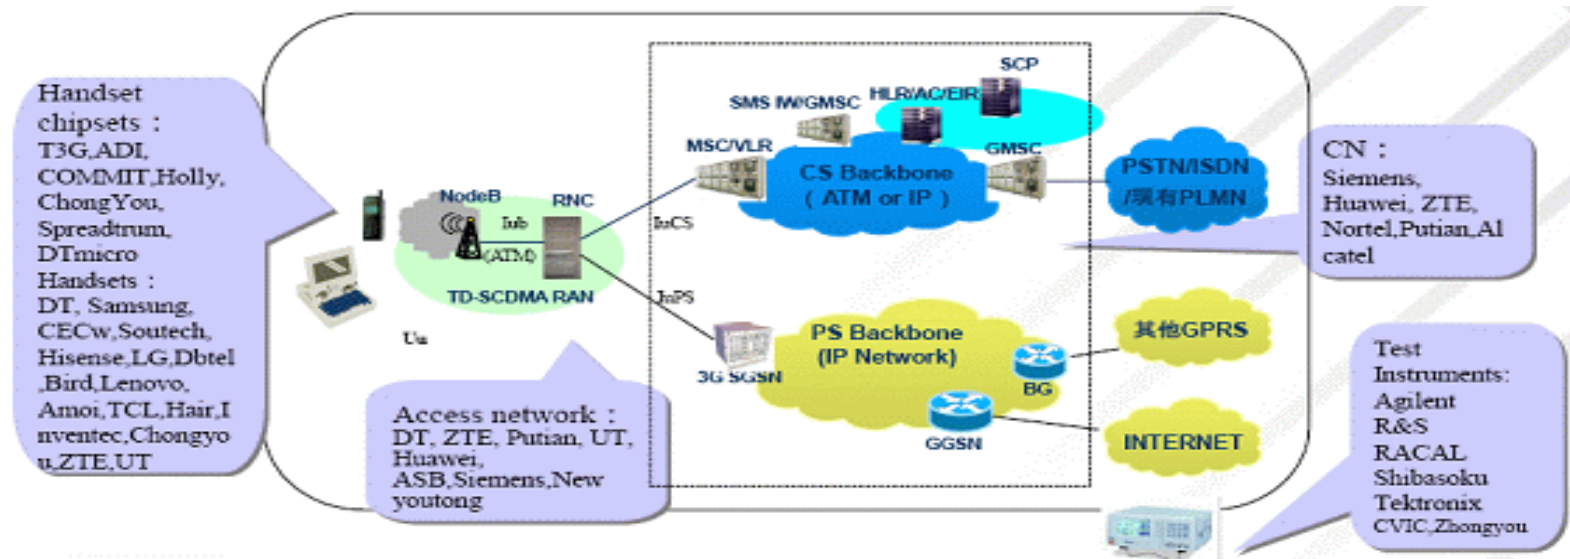 Handset
chipsets：
T3G,ADI,
COMMIT,Holly,
ChongYou,
Spreadtrum,
DTmicro
Handsets：
DT, Samsung,
CECw,Soutech,
Hisense,LG,Dbtel
,Bird,Lenovo,
Amoi,TCL,Hair,I
nventec,Chongyo
u,ZTE,UT
NodeB
Iub
(ATM)
RNC
TD-SCDMA RAN
Uu
Access network：
DT, ZTE, Putian, UT,
Huawei,
ASB,Siemens,New
youtong
IuCS
IuPS
SCP
HLR/AC/EIR
SMS IW/GMSC
MSC/VLR
GMSC
CS Backbone
( ATM or IP )
PS Backbone
(IP Network)
3G SGSN
BG
GGSN
PSTN/ISDN
/现有PLMN
其他GPRS
INTERNET
CN：
Siemens,
Huawei, ZTE,
Nortel,Putian,Al
catel
Test
Instruments:
Agilent
R&S
RACAL
Shibasoku
Tektronix
CVIC,Zhongyou